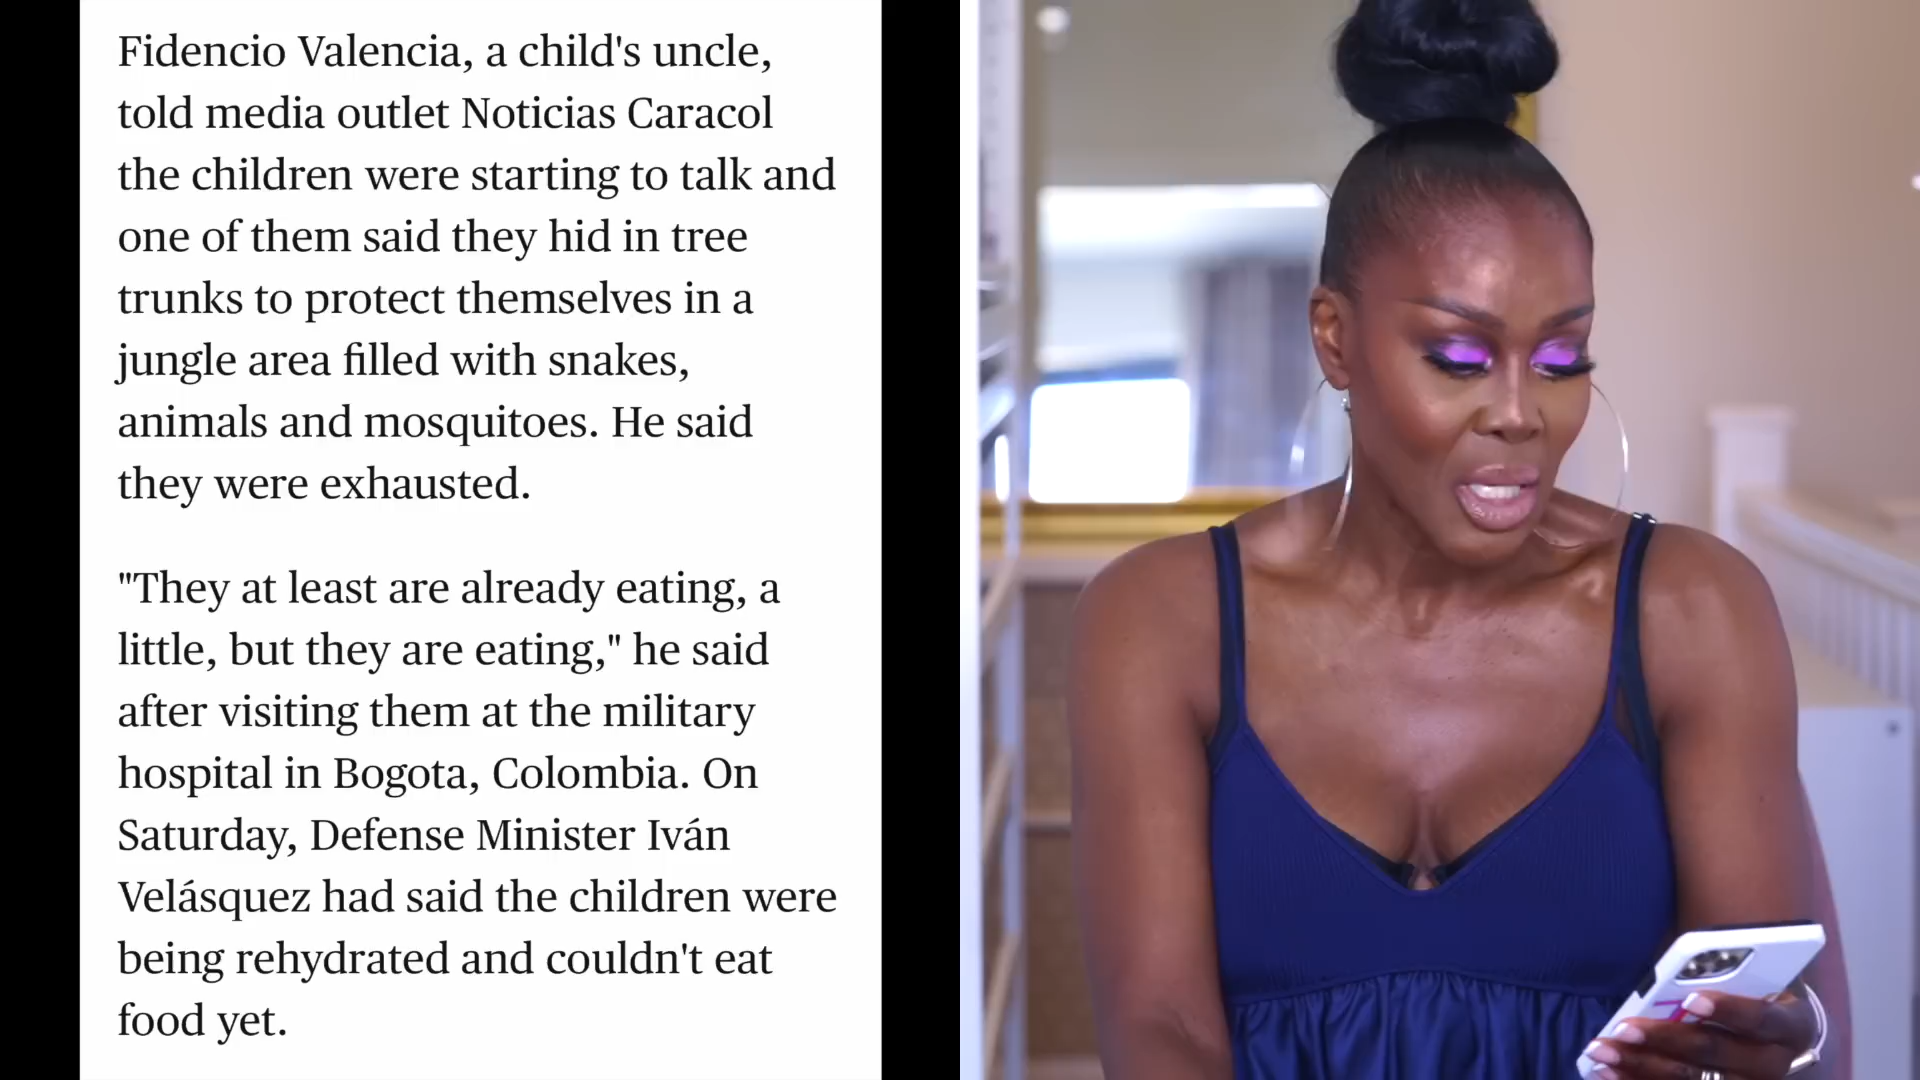 Fidencio Valencia, a child's uncle,
told media outlet Noticias Caracol
the children were starting to talk and
one of them said they hid in tree
trunks to protect themselves in a
jungle area filled with snakes,
animals and mosquitoes. He said
they were exhausted.
"They at least are already eating, a
little, but they are eating," he said
after visiting them at the military
hospital in Bogota, Colombia. On
Saturday, Defense Minister Iván
Velásquez had said the children were
being rehydrated and couldn't eat
food yet.